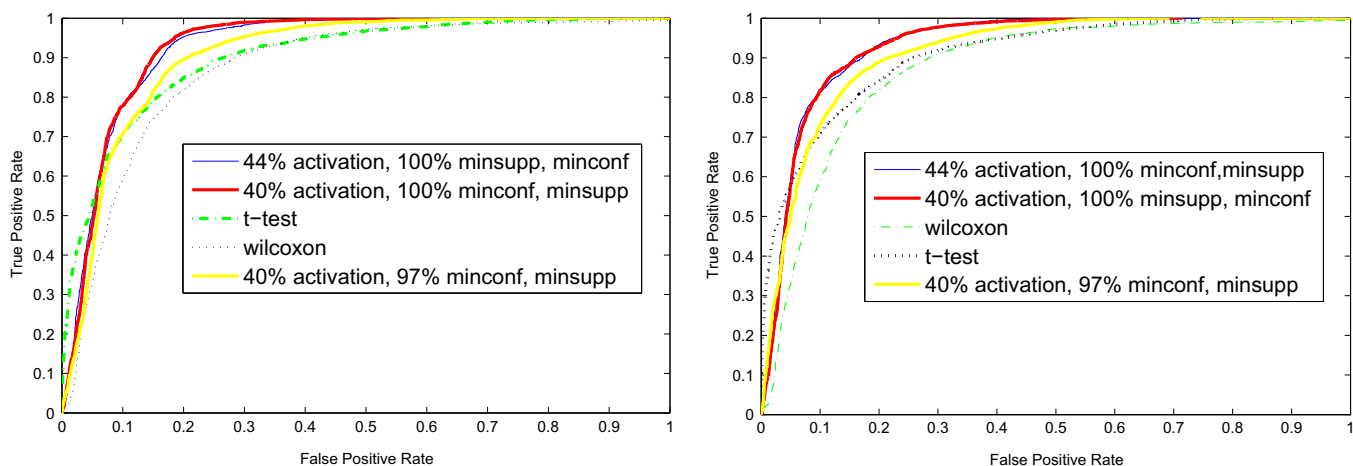 1
0.9
0.8
0.7
0.6
0.5
0.4
0.3
0.2
0.1
0
True Positive Rate
44% activation, 100% minsupp, minconf
40% activation, 100% minconf, minsupp
t-test
wilcoxon
40% activation, 97% minconf, minsupp
0 0.1 0.2 0.3 0.4 0.5 0.6 0.7 0.8 0.9 1
False Positive Rate
1
0.9
0.8
0.7
0.6
0.5
0.4
0.3
0.2
0.1
0
True Positive Rate
44% activation, 100% minconf,minsupp
40% activation, 100% minsupp, minconf
wilcoxon
t-test
40% activation, 97% minconf, minsupp
0 0.1 0.2 0.3 0.4 0.5 0.6 0.7 0.8 0.9 1
False Positive Rate